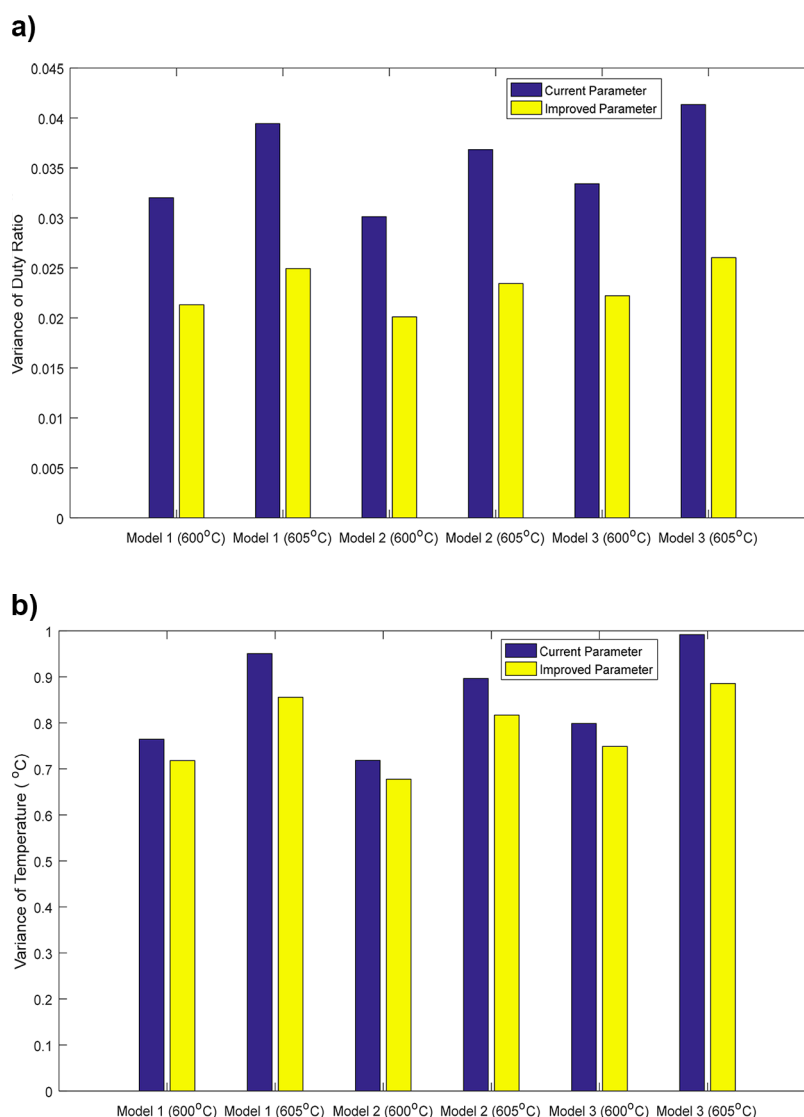 a)
0.045
0.04
0.035
0.03
0.025
0.02
0.015
0.01
0.005
0
Variance of Duty Ratio
Current Parameter
Improved Parameter
Model 1 (600°C) Model 1 (605°C) Model 2 (600°C) Model 2 (605°C) Model 3 (600°C) Model 3 (605°C)
b)
1
0.9
0.8
0.7
0.6
0.5
0.4
0.3
0.2
0.1
0
Variance of Temperature ( °C)
Current Parameter
Improved Parameter
Model 1 (600°C) Model 1 (605°C) Model 2 (600°C) Model 2 (605°C) Model 3 (600°C) Model 3 (605°C)